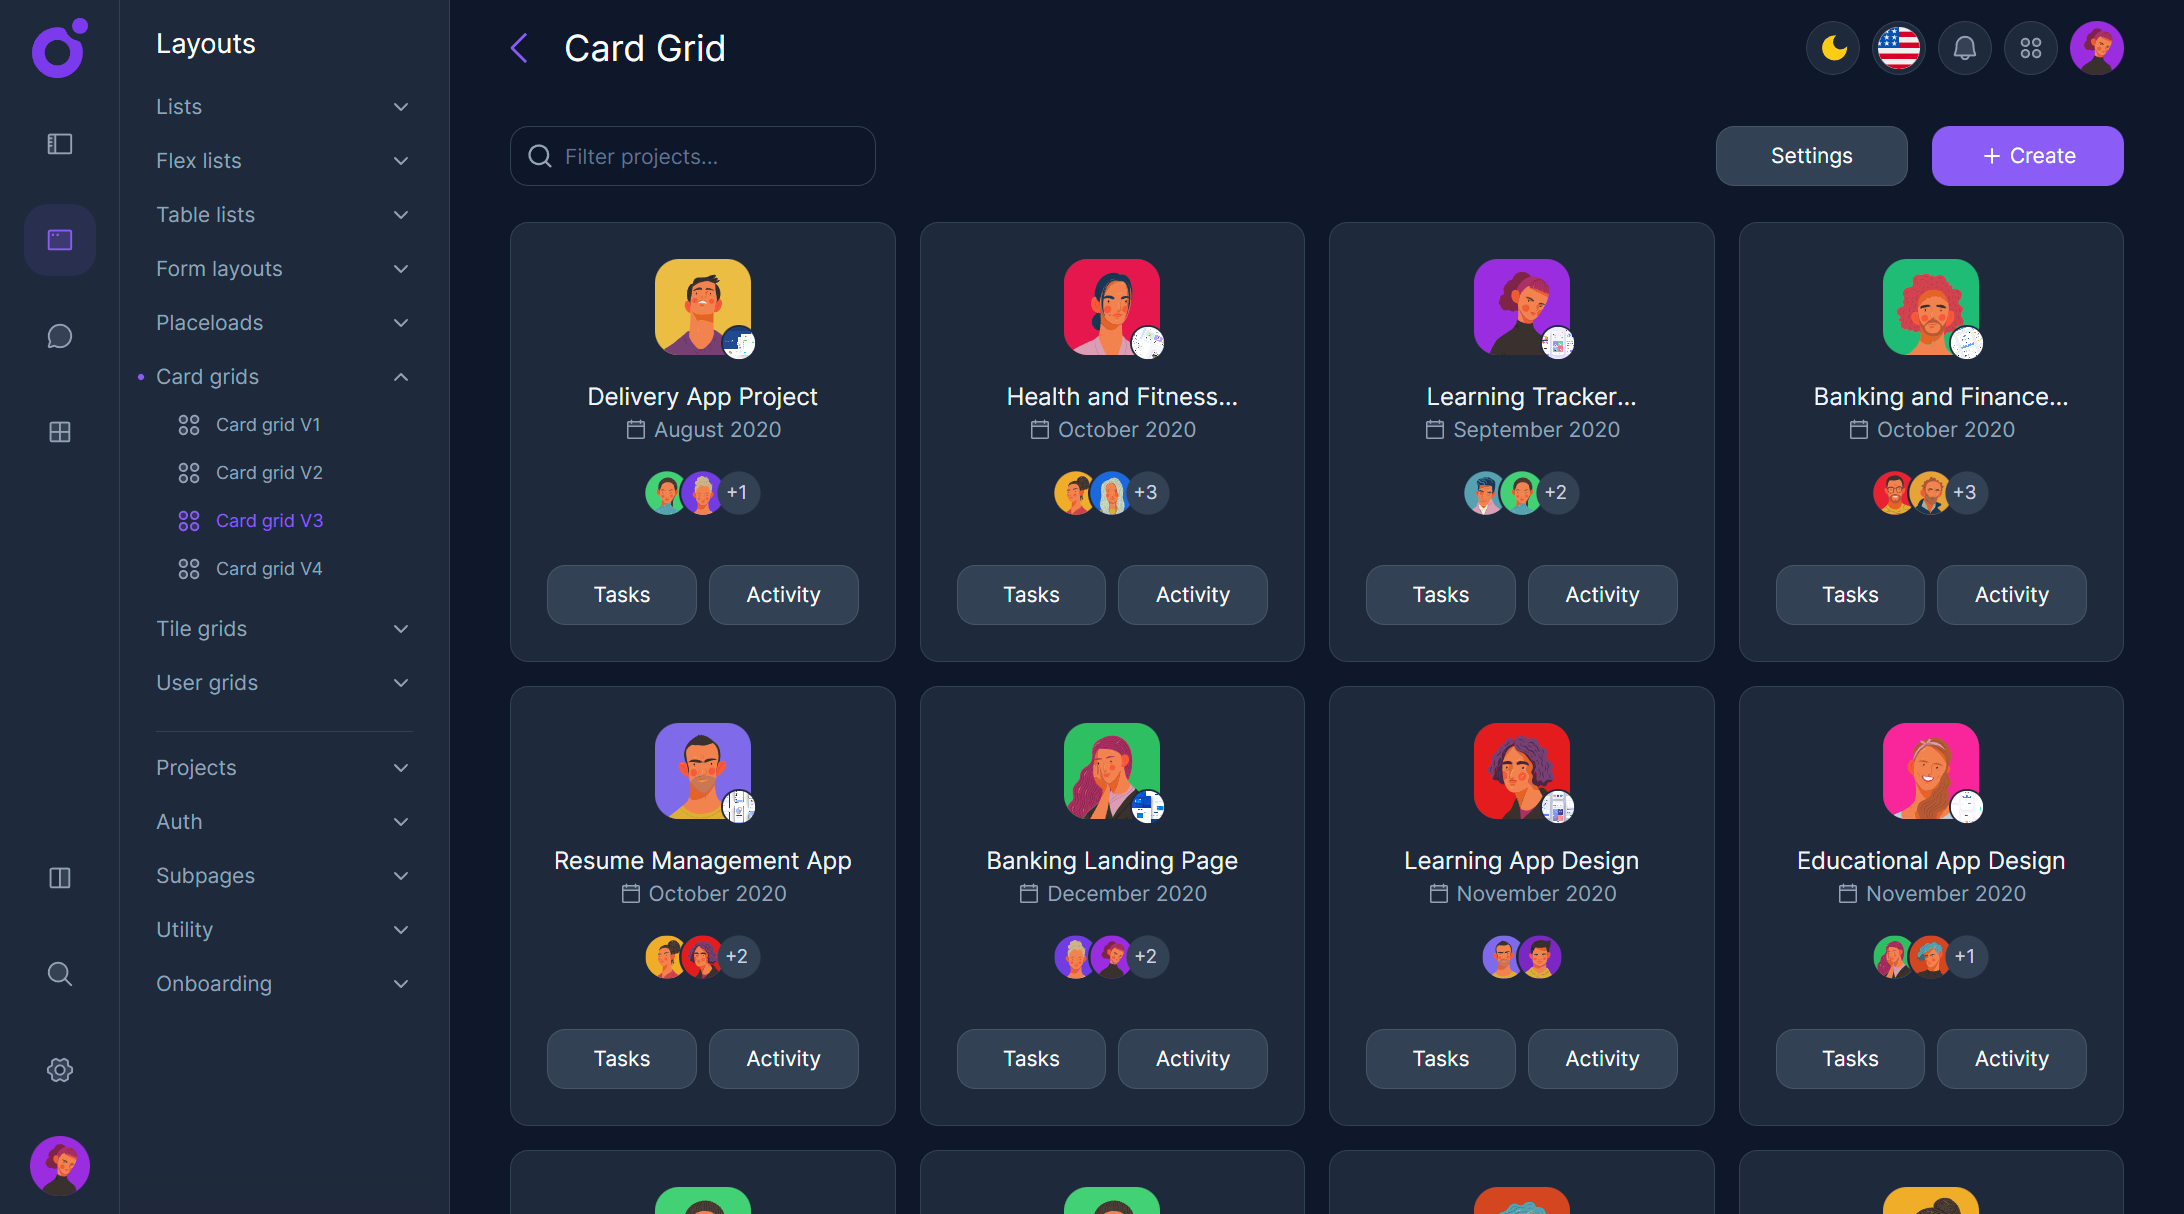 Layouts
Lists
Flex lists
Table lists
Form layouts
Placeloads
Card grids
Card grid V1
Card grid V2
Card grid V3
Card grid V4
Tile grids
User grids
Projects
Auth
Subpages
Utility
Onboarding
Card Grid
Filter projects...
Settings
+ Create
Delivery App Project
August 2020
+1
Tasks
Activity
Health and Fitness...
October 2020
+3
Tasks
Activity
Learning Tracker...
September 2020
+2
Tasks
Activity
Banking and Finance...
October 2020
+3
Tasks
Activity
Resume Management App
October 2020
+2
Tasks
Activity
Banking Landing Page
December 2020
+2
Tasks
Activity
Learning App Design
November 2020
Tasks
Activity
Educational App Design
November 2020
+1
Tasks
Activity